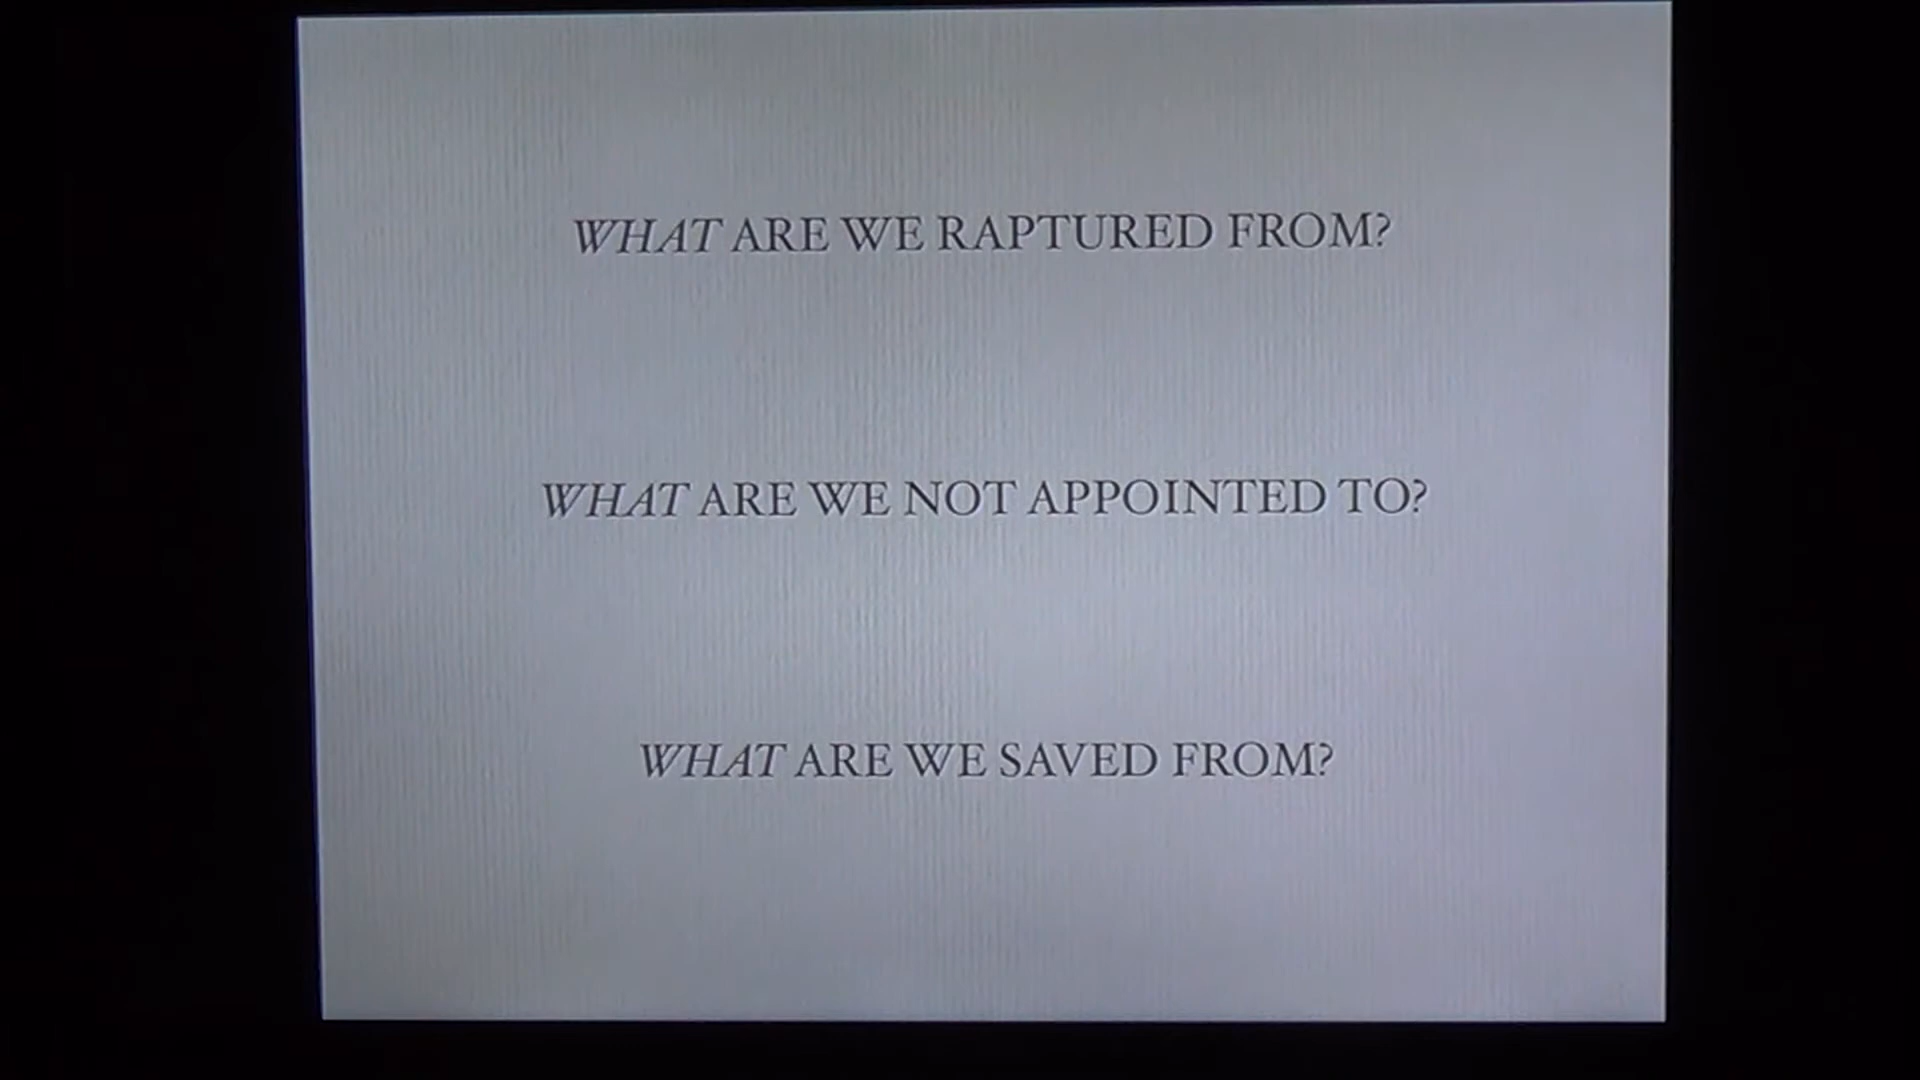 WHAT ARE WE RAPTURED FROM?
WHAT ARE WE NOT APPOINTED TO?
WHAT ARE WE SAVED FROM?